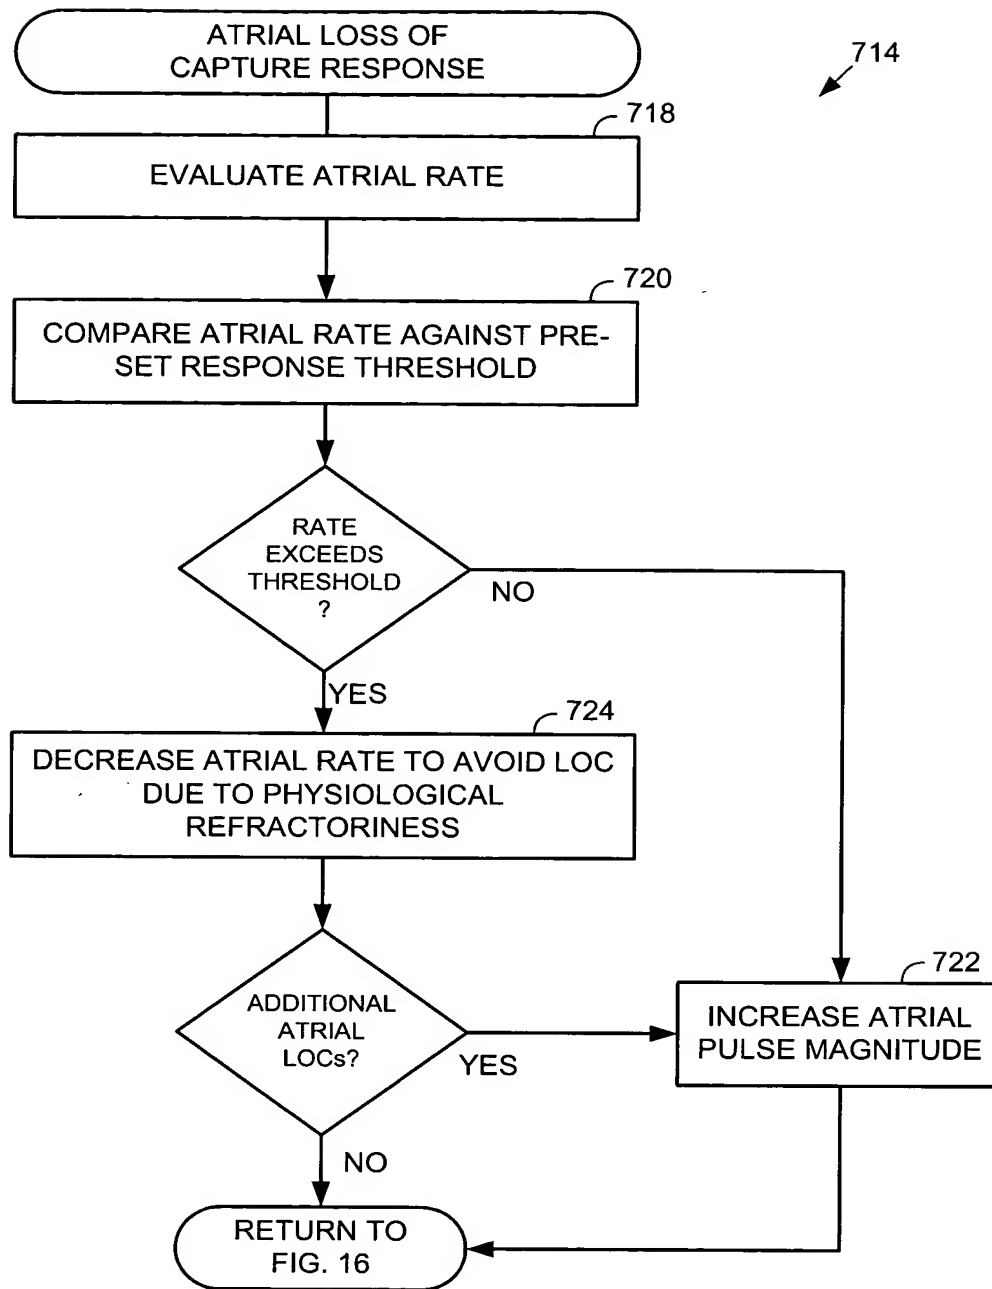 ATRIAL LOSS OF
CAPTURE RESPONSE
714
718
EVALUATE ATRIAL RATE
720
COMPARE ATRIAL RATE AGAINST PRE-
SET RESPONSE THRESHOLD
RATE
EXCEEDS
THRESHOLD
?
NO
YES
724
DECREASE ATRIAL RATE TO AVOID LOC
DUE TO PHYSIOLOGICAL
REFRACTORINESS
722
INCREASE ATRIAL
PULSE MAGNITUDE
ADDITIONAL
ATRIAL
LOCs?
YES
NO
RETURN TO
FIG. 16